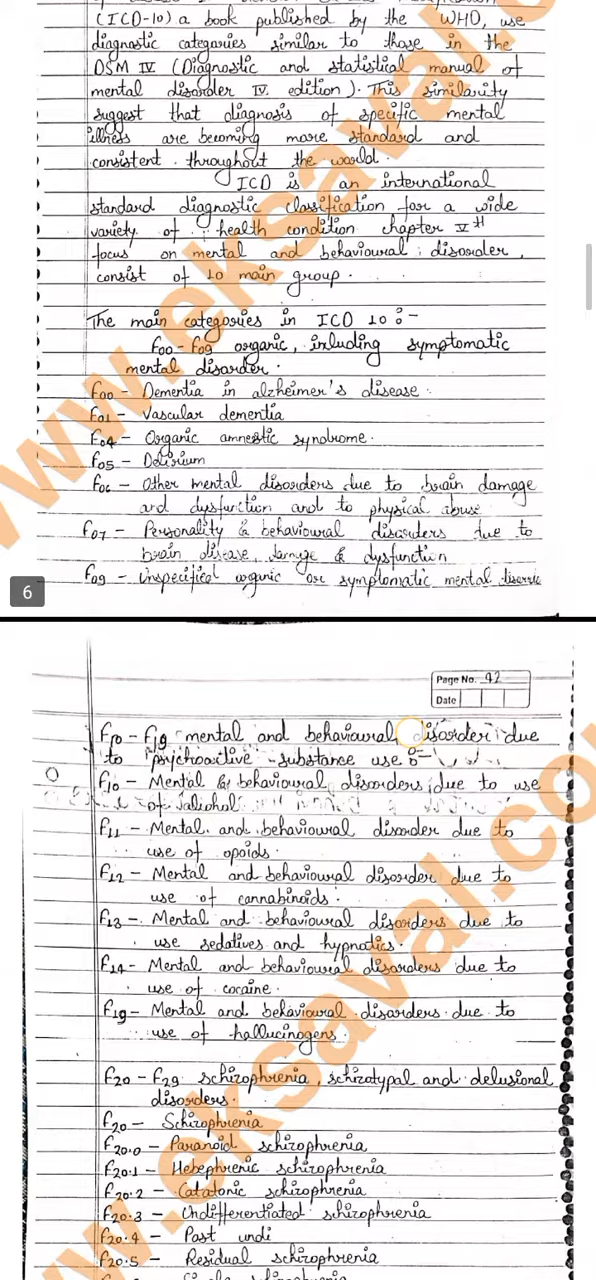 (ICD-10) a book published by the WHO, use
diagnostic categories similar to those in the
DSM IV (Diagnostic and statistical manual of
mental disorder IV. edition). This similarity
suggest that diagnosis of specific mental
illness are becoming more standard and
consistent throughout the world.
ICD is an international
standard diagnostic classification for a wide
variety of health condition chapter V
focus on mental and behavioural disorder,
consist of 10 main group.
The main categories in ICD 10 :-
F00 - F09 organic, including symptomatic
mental disorder.
F00 - Dementia in alzheimer's disease.
F01 - Vascular dementia
F04 - Organic amnestic syndrome.
F05 - Delirium
F06 - Other mental disorders due to brain damage
and dysfunction and to physical abuse
F07 - Personality & behavioural disorders due to
brain disease, damage & dysfunction
F09 - Unspecified organic or symptomatic mental
6
Page No. 42
Date
F10 - F19 mental and behavioural disorder due
to psychoactive substance use :-
F10 - Mental & behavioural disorders due to use
of
F11 - Mental and behavioural disorder due to
use of opoids.
F12 - Mental and behavioural disorder due to
use of cannabinoids.
F13 - Mental and behavioural disorders due to
use sedatives and hypnatics.
F14 - Mental and behavioural disorders due to
use of cocaine.
F19 - Mental and behavioural disorders due to
use of hallucinogens.
F20 - F29 schizophrenia, schizatypal and delusional
disorders.
F20 - Schizophrenia
F20.0 - Paranoid schizophrenia
F20.1 - Hebephrenic schizophrenia
F20.2 - Catatonic schizophrenia
F20.3 - Undifferentiated schizophrenia
F20.4 - Past undi
F20.5 - Residual schizophrenia
www.eksaval.com